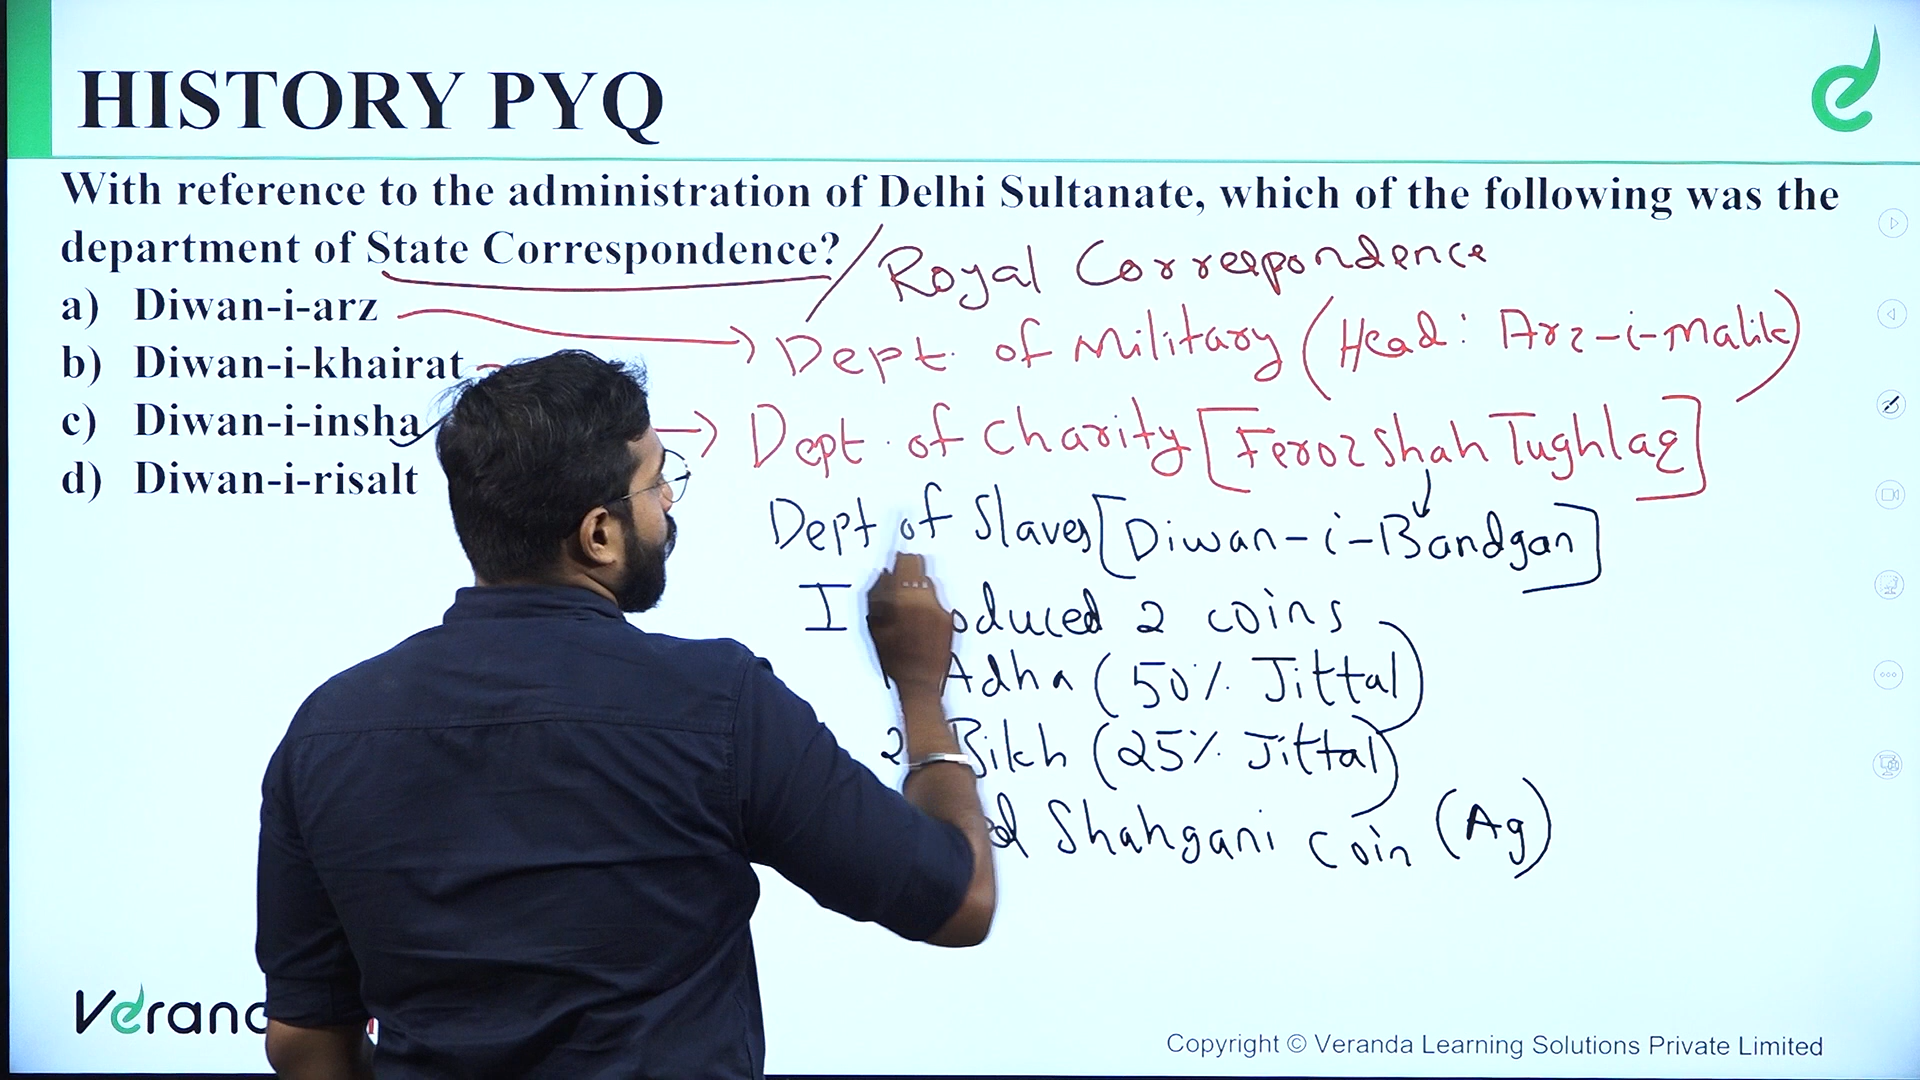 HISTORY PYQ
With reference to the administration of Delhi Sultanate, which of the following was the
department of State Correspondence? / Royal Correspondence
a) Diwan-i-arz → Dept. of Military (Head: Arz-i-Malik)
b) Diwan-i-khairat
→ Dept. of Charity [Feroz Shah Tughlaq]
c) Diwan-i-insha
d) Diwan-i-risalt
Dept of Slaves [Diwan-i-Bandgan]
2 coins
Adha (50% Jittal)
2 Bikh (25% Jittal)
Shahgani coin (Ag)
Copyright © Veranda Learning Solutions Private Limited